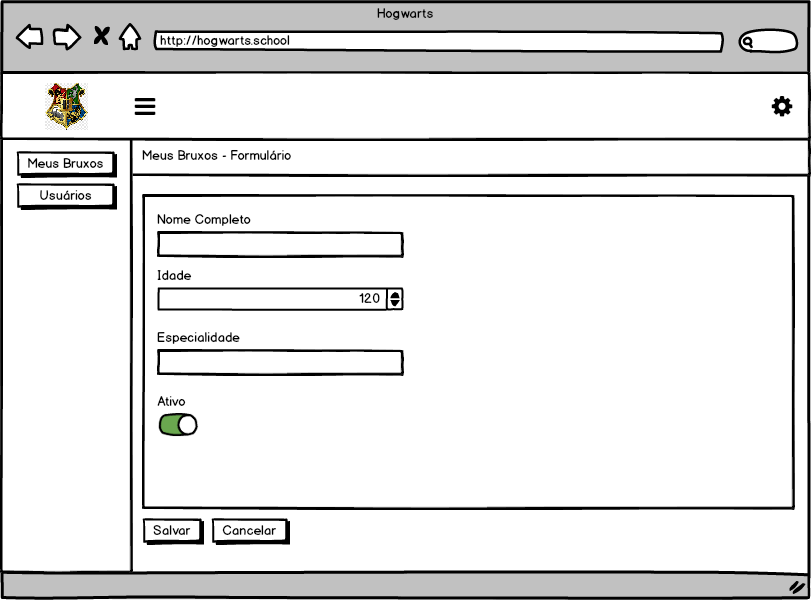 Hogwarts
http://hogwarts.school
Meus Bruxos
Usuários
Meus Bruxos - Formulário
Nome Completo
Idade
120
Especialidade
Ativo
Salvar
Cancelar